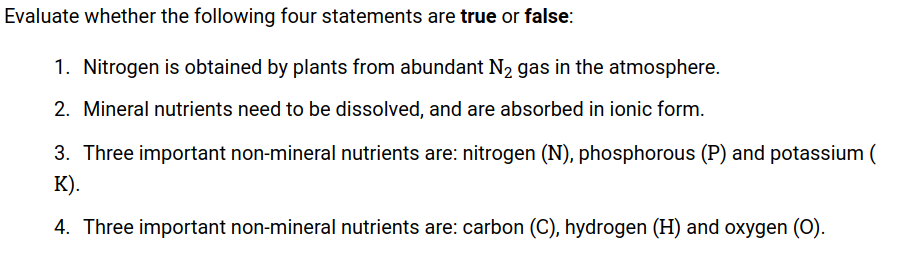 Evaluate whether the following four statements are true or false:
1. Nitrogen is obtained by plants from abundant N₂ gas in the atmosphere.
2. Mineral nutrients need to be dissolved, and are absorbed in ionic form.
3. Three important non-mineral nutrients are: nitrogen (N), phosphorous (P) and potassium (
K).
4. Three important non-mineral nutrients are: carbon (C), hydrogen (H) and oxygen (O).